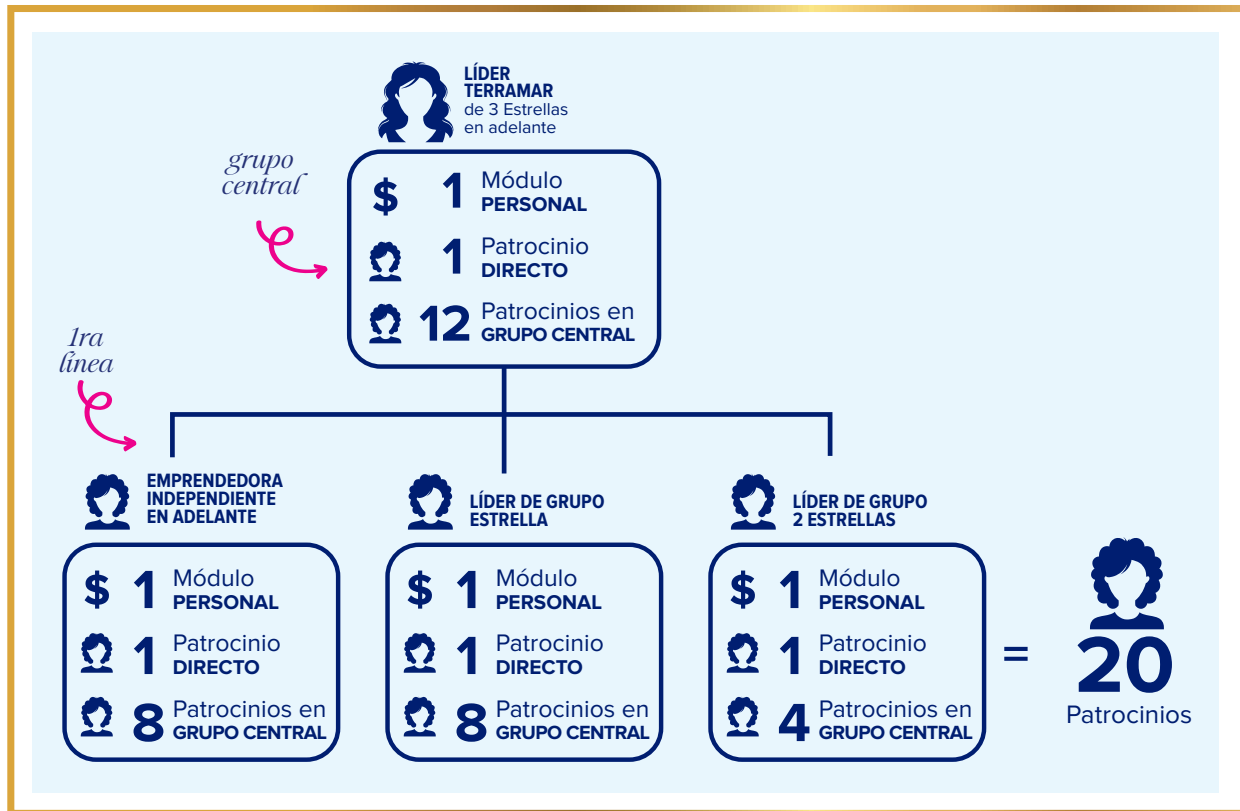 LÍDER
TERRAMAR
de 3 Estrellas
en adelante
grupo
central
$ 1 Módulo
PERSONAL
1 Patrocinio
DIRECTO
12 Patrocinios en
GRUPO CENTRAL
1ra
línea
EMPRENDEDORA
INDEPENDIENTE
EN ADELANTE
$ 1 Módulo
PERSONAL
1 Patrocinio
DIRECTO
8 Patrocinios en
GRUPO CENTRAL
LÍDER DE GRUPO
ESTRELLA
$ 1 Módulo
PERSONAL
1 Patrocinio
DIRECTO
8 Patrocinios en
GRUPO CENTRAL
LÍDER DE GRUPO
2 ESTRELLAS
$ 1 Módulo
PERSONAL
1 Patrocinio
DIRECTO
4 Patrocinios en
GRUPO CENTRAL
=
20
Patrocinios